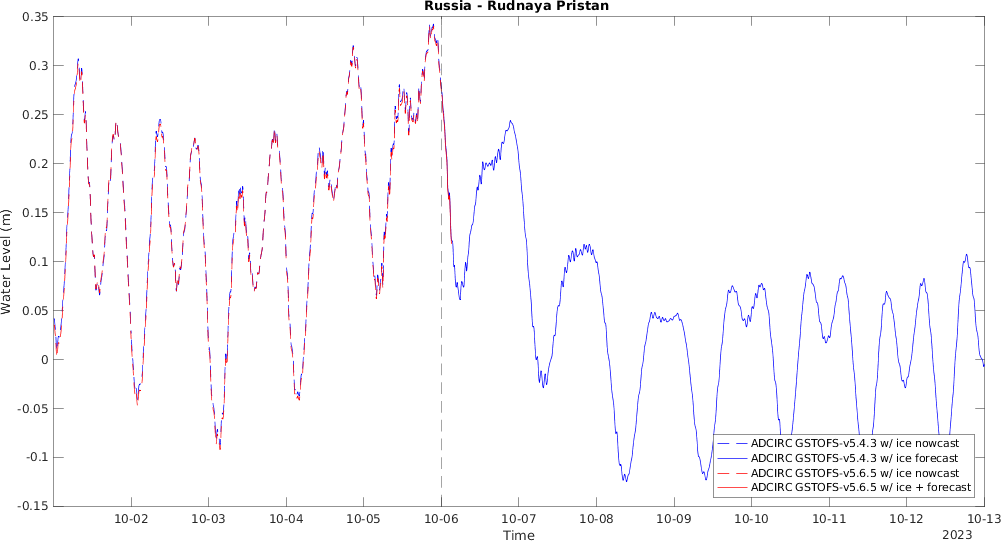 Russia - Rudnaya Pristan
0.35
0.3
0.25
0.2
0.15
0.1
0.05
0
-0.05
-0.1
-0.15
Water Level (m)
ADCIRC GSTOFS-v5.4.3 w/ ice nowcast
ADCIRC GSTOFS-v5.4.3 w/ ice forecast
ADCIRC GSTOFS-v5.6.5 w/ ice nowcast
ADCIRC GSTOFS-v5.6.5 w/ ice + forecast
10-02 10-03 10-04 10-05 10-06 10-07 10-08 10-09 10-10 10-11 10-12 10-13
Time
2023